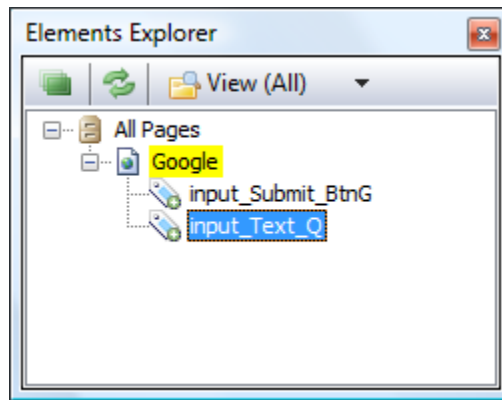 Elements Explorer
View (All)
All Pages
Google
input_Submit_BtnG
input_Text_Q